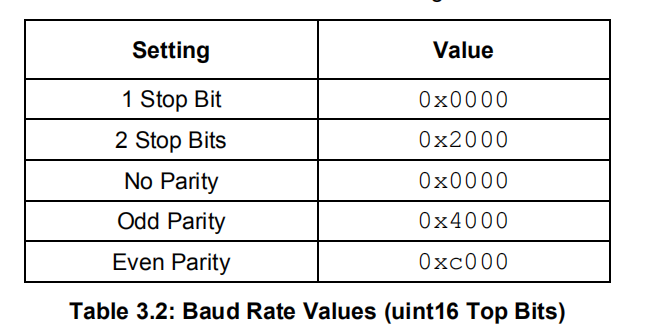 Setting Value
1 Stop Bit 0x0000
2 Stop Bits 0x2000
No Parity 0x0000
Odd Parity 0x4000
Even Parity 0xc000
Table 3.2: Baud Rate Values (uint16 Top Bits)